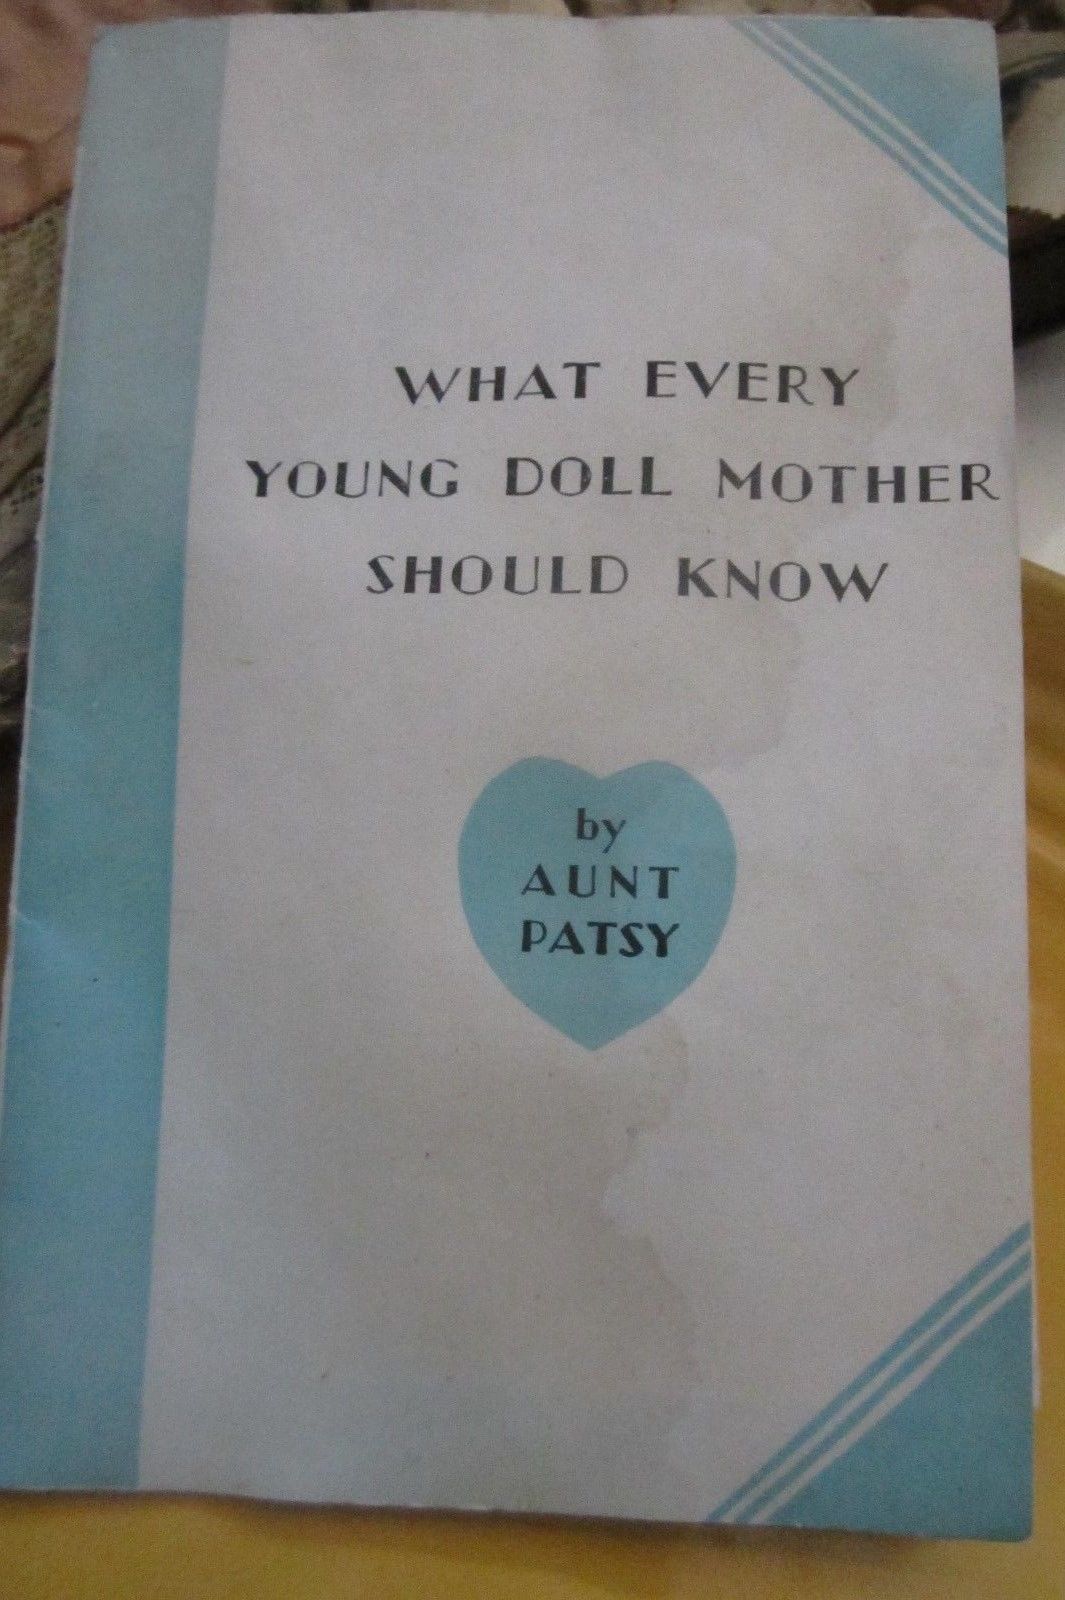 WHAT EVERY
YOUNG DOLL MOTHER
SHOULD KNOW
by
AUNT
PATSY